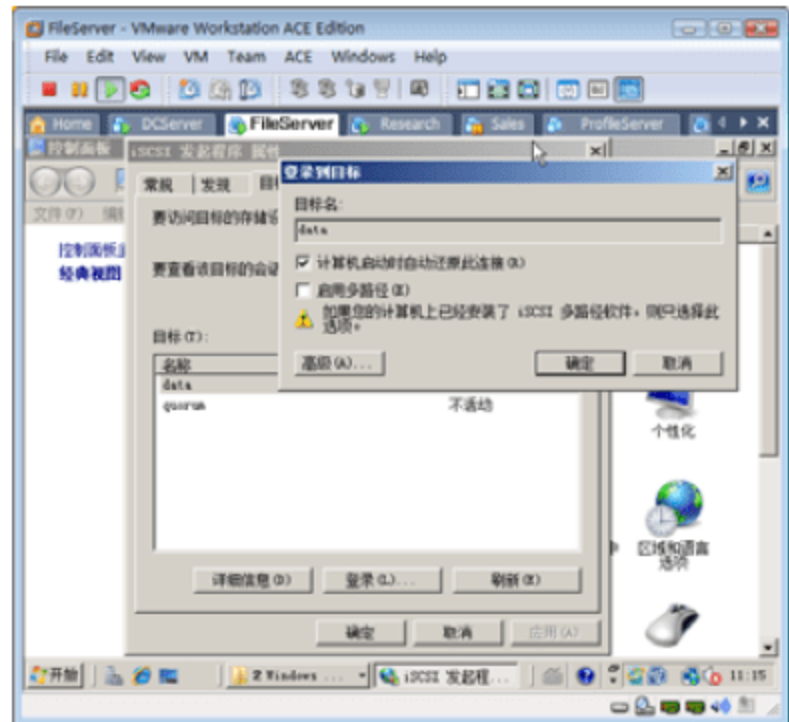 FileServer - VMware Workstation ACE Edition
File Edit View VM Team ACE Windows Help
Home DCServer FileServer Research Sales ProfileServer
控制面板
iSCSI 发起程序 属性
登录到目标
常规 发现
目标名:
文件(F)
要访问目标的存储
data
控制面板
经典视图
要查看该目标的会话
计算机启动时自动还原此连接(R)
启用多路径(E)
如果您的计算机上已经安装了 iSCSI 多路径软件，则只选择此
选项。
目标(T):
高级(A)... 确定 取消
名称
data
quorum 不活动
个性化
区域和语言
选项
详细信息(D) 登录(L)... 刷新(R)
确定 取消 应用(A)
开始 2 Windows ... iSCSI 发起程... 11:15